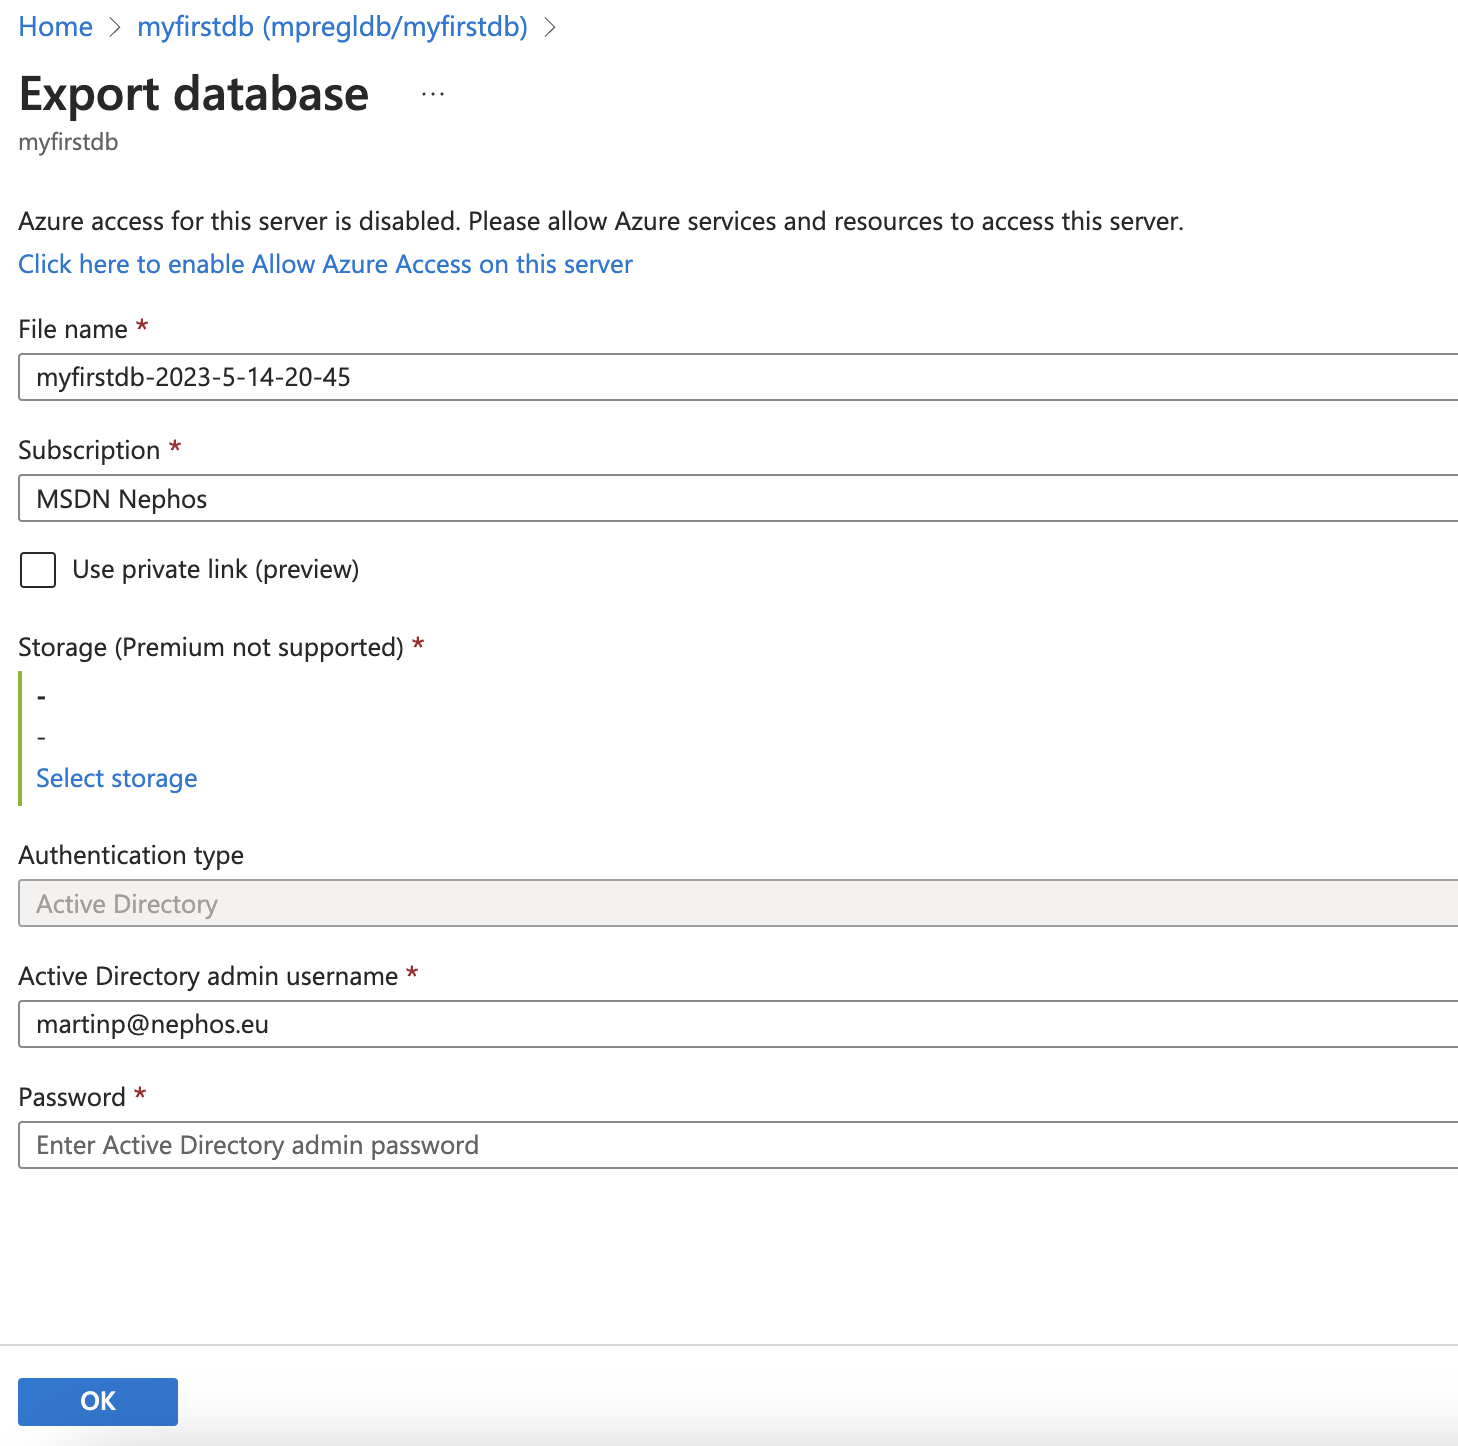 Home > myfirstdb (mpregldb/myfirstdb) >
Export database ...
myfirstdb
Azure access for this server is disabled. Please allow Azure services and resources to access this server.
Click here to enable Allow Azure Access on this server
File name *
myfirstdb-2023-5-14-20-45
Subscription *
MSDN Nephos
Use private link (preview)
Storage (Premium not supported) *
-
-
Select storage
Authentication type
Active Directory
Active Directory admin username *
martinp@nephos.eu
Password *
Enter Active Directory admin password
OK